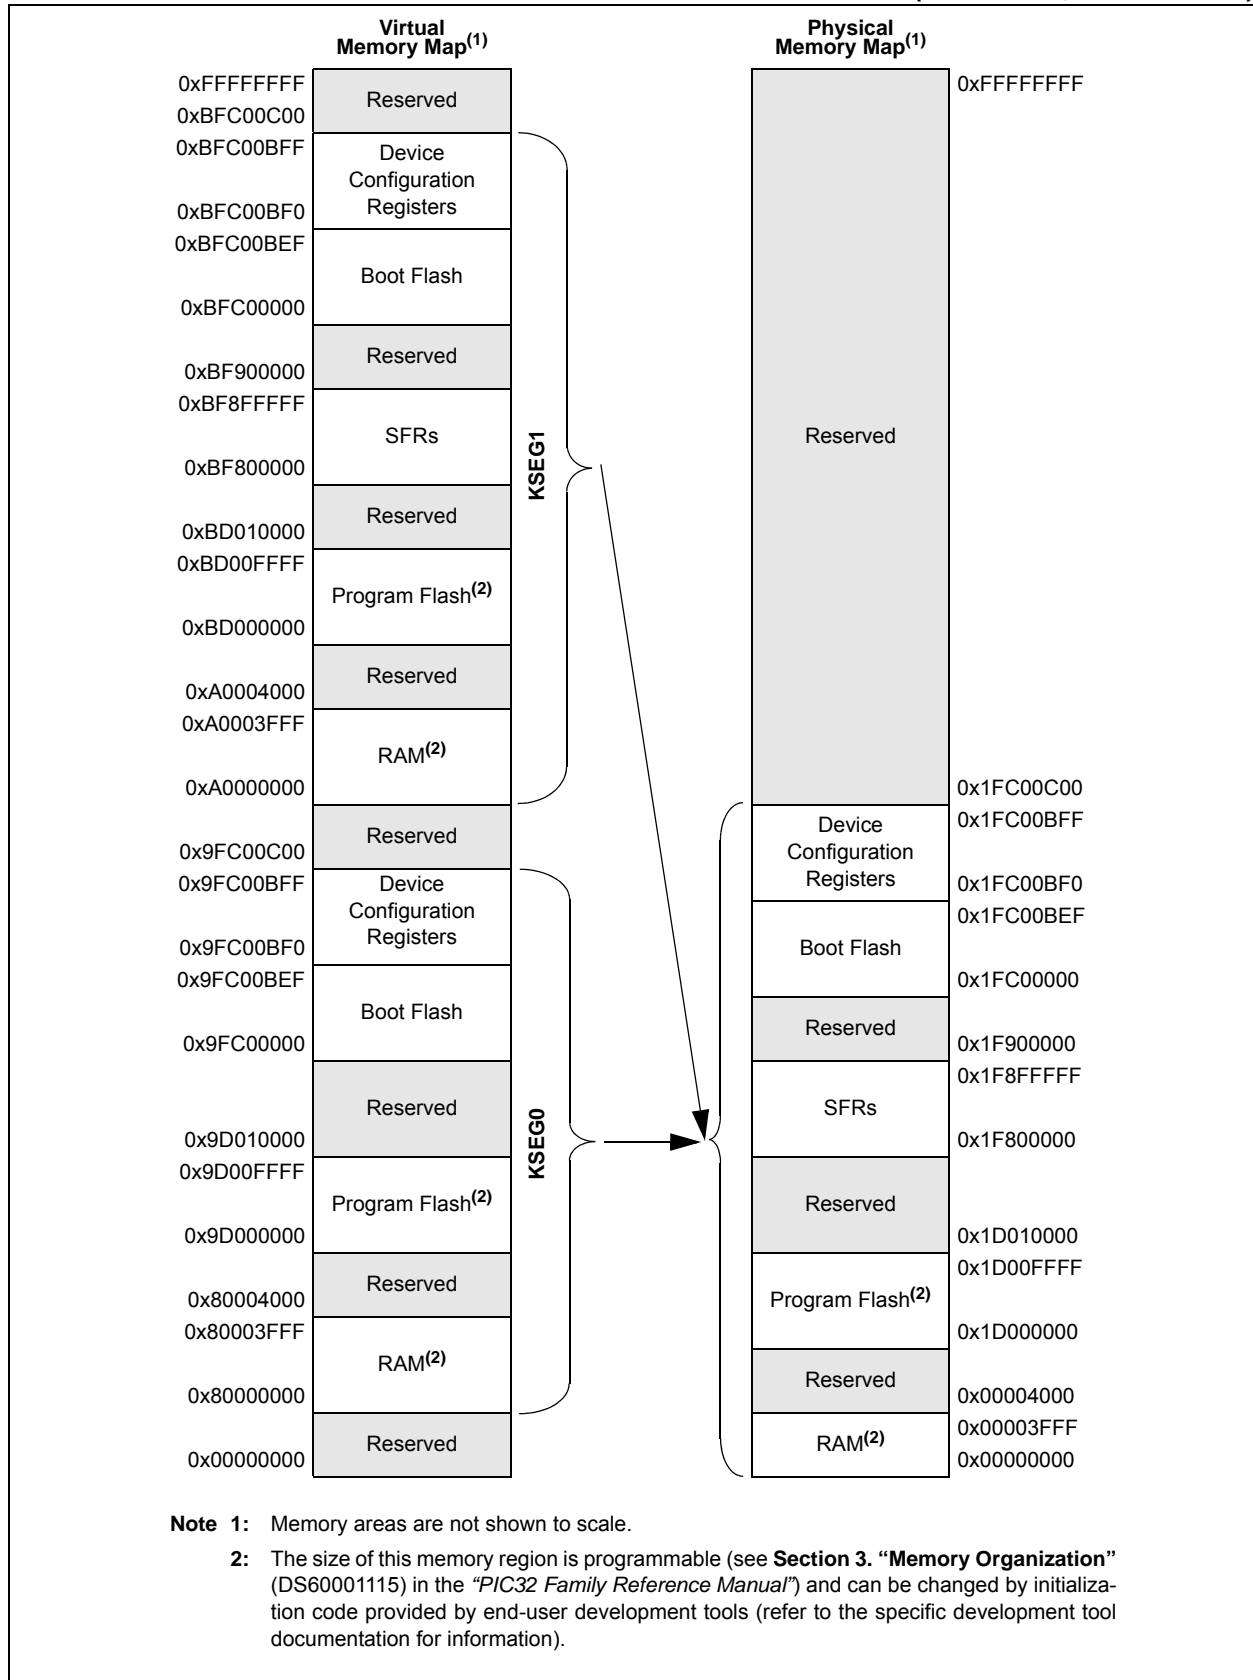 Virtual
Memory Map(1)
0xFFFFFFFF
Reserved
0xBFC00C00
0xBFC00BFF
Device
Configuration
Registers
0xBFC00BF0
0xBFC00BEF
Boot Flash
0xBFC00000
Reserved
0xBF900000
0xBF8FFFFF
SFRs
0xBF800000
Reserved
0xBD010000
0xBD00FFFF
Program Flash(2)
0xBD000000
Reserved
0xA0004000
0xA0003FFF
RAM(2)
0xA0000000
KSEG1
Reserved
0x9FC00C00
0x9FC00BFF
Device
Configuration
Registers
0x9FC00BF0
0x9FC00BEF
Boot Flash
0x9FC00000
Reserved
0x9D010000
0x9D00FFFF
Program Flash(2)
0x9D000000
Reserved
0x80004000
0x80003FFF
RAM(2)
0x80000000
KSEG0
Reserved
0x00000000
Physical
Memory Map(1)
0xFFFFFFFF
Reserved
0x1FC00C00
0x1FC00BFF
Device
Configuration
Registers
0x1FC00BF0
0x1FC00BEF
Boot Flash
0x1FC00000
Reserved
0x1F900000
0x1F8FFFFF
SFRs
0x1F800000
Reserved
0x1D010000
0x1D00FFFF
Program Flash(2)
0x1D000000
Reserved
0x00004000
0x00003FFF
RAM(2)
0x00000000
Note 1: Memory areas are not shown to scale.
2: The size of this memory region is programmable (see Section 3. “Memory Organization”
(DS60001115) in the “PIC32 Family Reference Manual”) and can be changed by initializa-
tion code provided by end-user development tools (refer to the specific development tool
documentation for information).